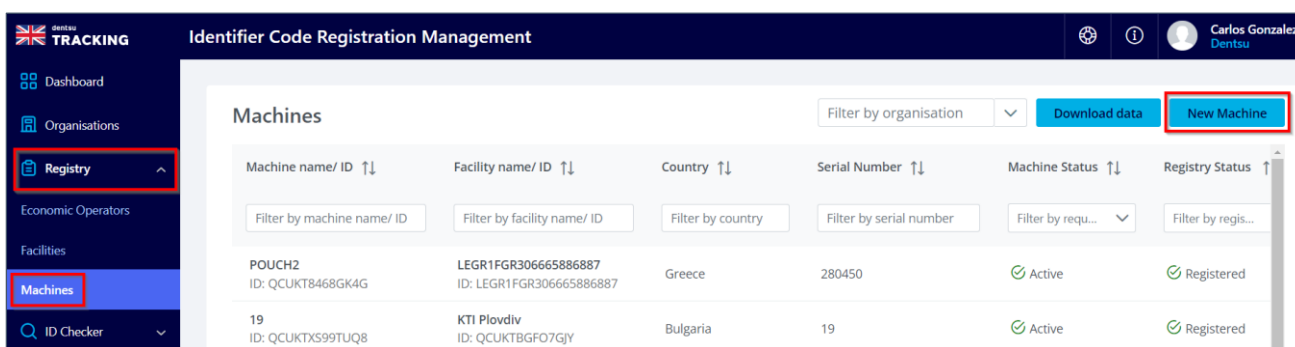 dentsu
TRACKING
Identifier Code Registration Management
Carlos Gonzalez
Dentsu
Dashboard
Organisations
Registry
Economic Operators
Facilities
Machines
ID Checker
Machines
Filter by organisation
Download data
New Machine
Machine name/ ID
Facility name/ ID
Country
Serial Number
Machine Status
Registry Status
Filter by machine name/ ID
Filter by facility name/ ID
Filter by country
Filter by serial number
Filter by requ...
Filter by regis...
POUCH2
ID: QCUKT8468GK4G
LEGR1FGR306665886887
ID: LEGR1FGR306665886887
Greece
280450
Active
Registered
19
ID: QCUKTXS99TUQ8
KTI Plovdiv
ID: QCUKTBGFO7GJY
Bulgaria
19
Active
Registered